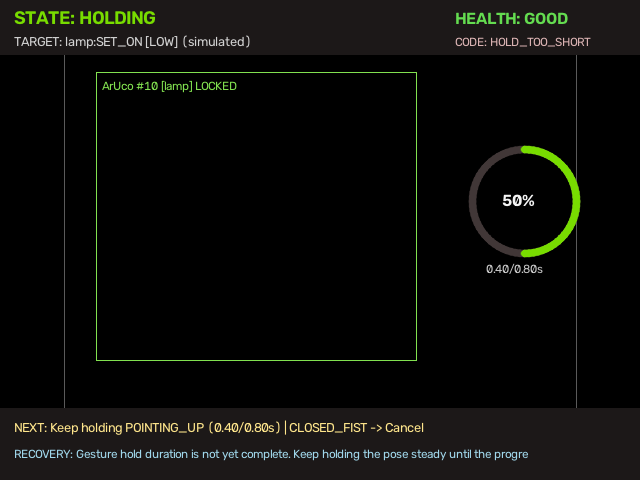 STATE: HOLDING
HEALTH: GOOD
TARGET: lamp:SET_ON [LOW] (simulated)
CODE: HOLD_TOO_SHORT
ArUco #10 [lamp] LOCKED
50%
0.40/0.80s
NEXT: Keep holding POINTING_UP (0.40/0.80s) | CLOSED_FIST -> Cancel
RECOVERY: Gesture hold duration is not yet complete. Keep holding the pose steady until the progre